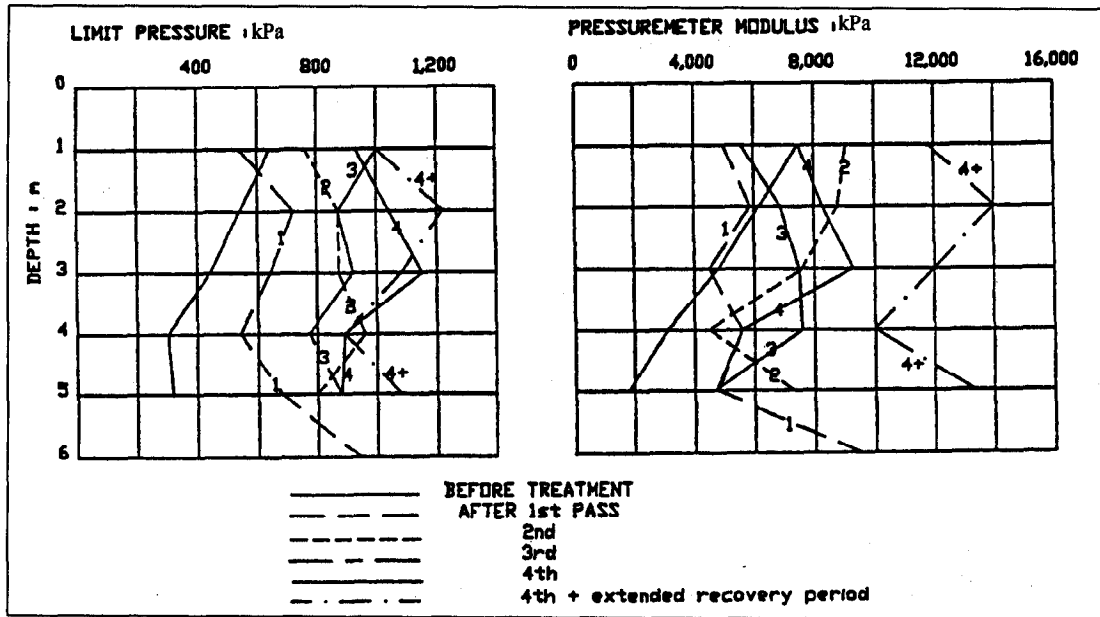 LIMIT PRESSURE : kPa
400 800 1,200
DEPTH : m
0
1
2
3
4
5
6
2
3
4+
1
4
3
3
4
4+
1
PRESSUREMETER MODULUS : kPa
0 4,000 8,000 12,000 16,000
4
2
4+
1
3
4
3
2
4+
1
BEFORE TREATMENT
AFTER 1st PASS
2nd
3rd
4th
4th + extended recovery period